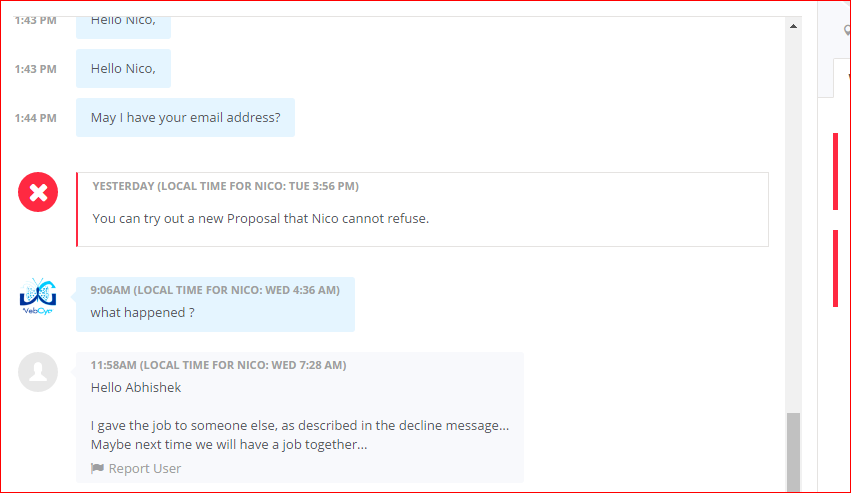 1:43 PM Hello Nico,
1:43 PM Hello Nico,
1:44 PM May I have your email address?
YESTERDAY (LOCAL TIME FOR NICO: TUE 3:56 PM)
You can try out a new Proposal that Nico cannot refuse.
9:06AM (LOCAL TIME FOR NICO: WED 4:36 AM)
what happened ?
11:58AM (LOCAL TIME FOR NICO: WED 7:28 AM)
Hello Abhishek
I gave the job to someone else, as described in the decline message...
Maybe next time we will have a job together...
Report User